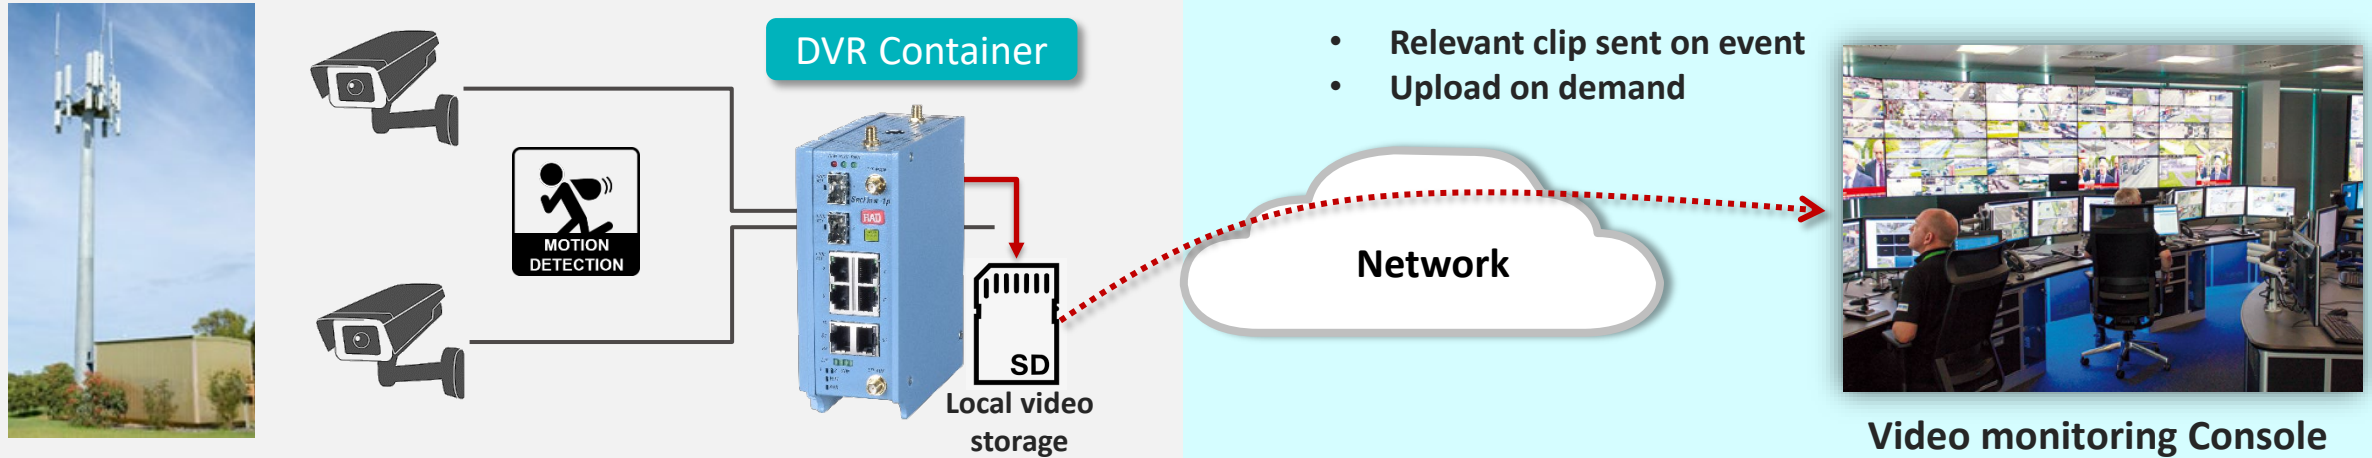 DVR Container
• Relevant clip sent on event
• Upload on demand
MOTION
DETECTION
RAD
Network
SD
Local video
storage
Video monitoring Console